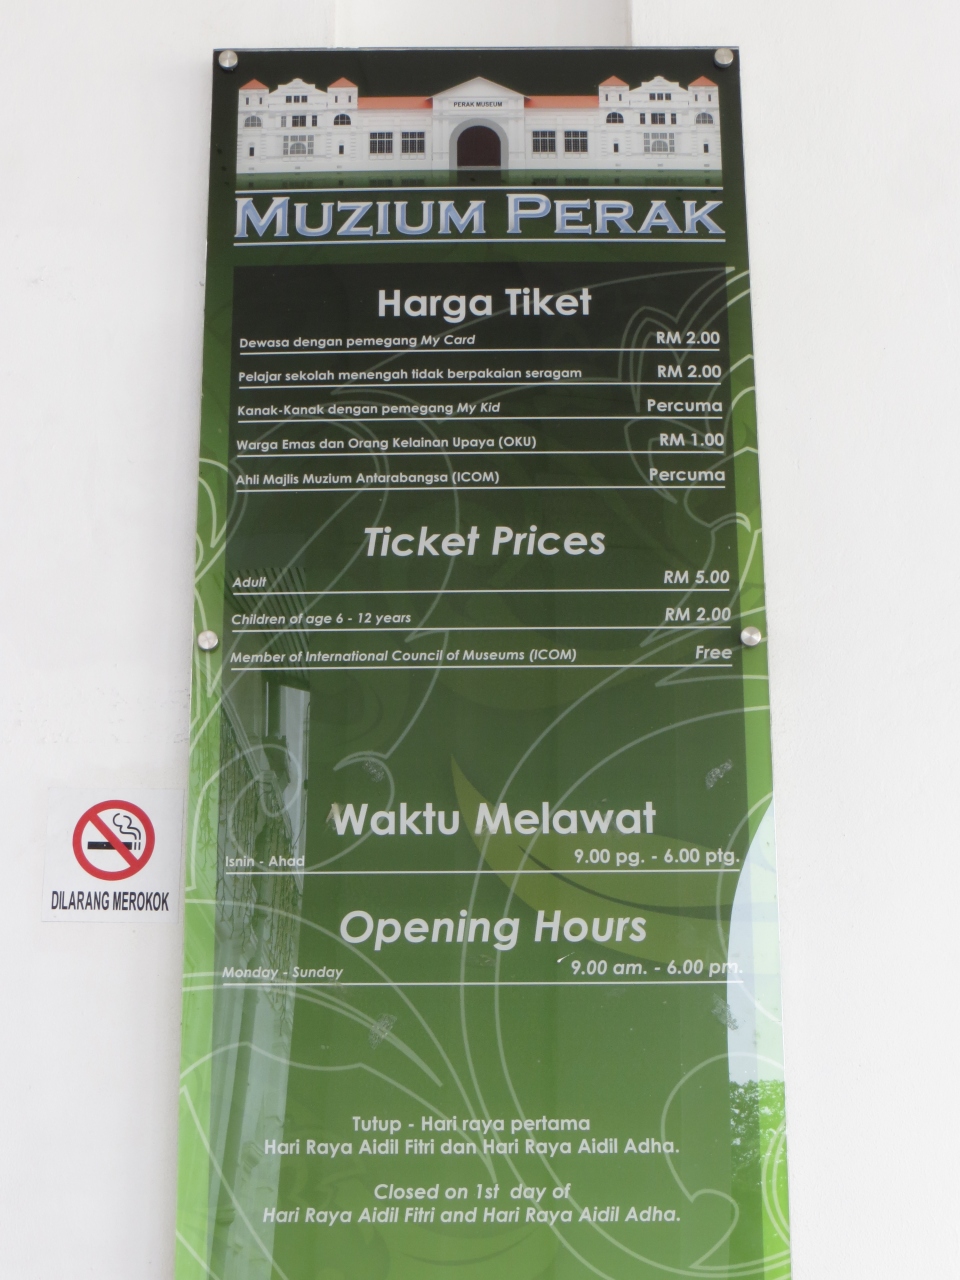 PERAK MUSEUM
MUZIUM PERAK
Harga Tiket
Dewasa dengan pemegang My Card RM 2.00
Pelajar sekolah menengah tidak berpakaian seragam RM 2.00
Kanak-Kanak dengan pemegang My Kid Percuma
Warga Emas dan Orang Kelainan Upaya (OKU) RM 1.00
Ahli Majlis Muzium Antarabangsa (ICOM) Percuma
Ticket Prices
Adult RM 5.00
Children of age 6 - 12 years RM 2.00
Member of International Council of Museums (ICOM) Free
Waktu Melawat
Isnin - Ahad 9.00 pg. - 6.00 ptg.
Opening Hours
Monday - Sunday 9.00 am. - 6.00 pm.
Tutup - Hari raya pertama
Hari Raya Aidil Fitri dan Hari Raya Aidil Adha.
Closed on 1st day of
Hari Raya Aidil Fitri and Hari Raya Aidil Adha.
DILARANG MEROKOK